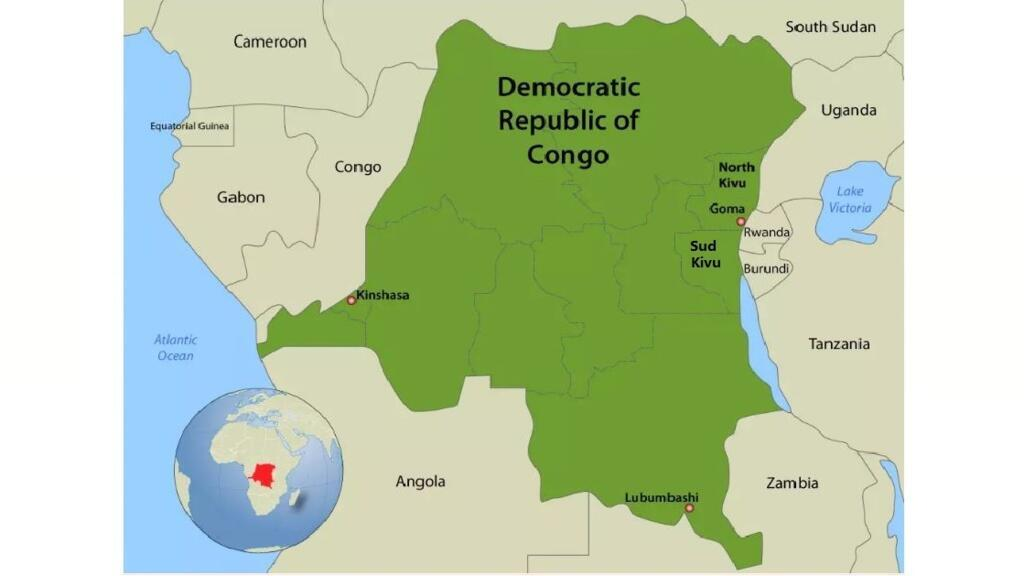 South Sudan
Cameroon
Democratic
Republic of
Congo
Uganda
Equatorial Guinea
Congo
North
Kivu
Gabon
Lake
Victoria
Goma
Rwanda
Sud
Kivu
Burundi
Kinshasa
Atlantic
Ocean
Tanzania
Angola
Zambia
Lubumbashi